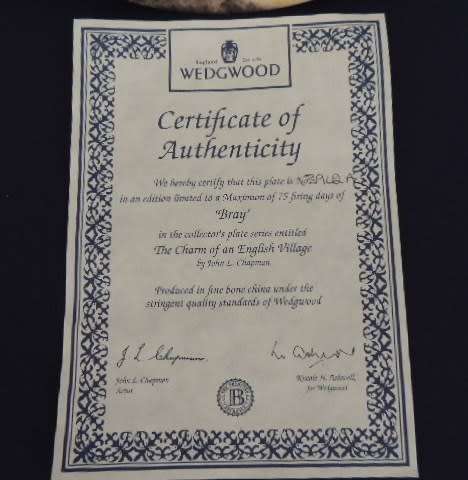 England
WEDGWOOD
Certificate of
Authenticity
We hereby certify that this plate is
in an edition limited to a Maximum of 75 firing days of
'Bray'
in the collector's plate series entitled
The Charm of an English Village
by John L. Chapman.
Produced in fine bone china under the
stringent quality standards of Wedgwood
J L Chapman
John L. Chapman
Artist
for Wedgwood
B